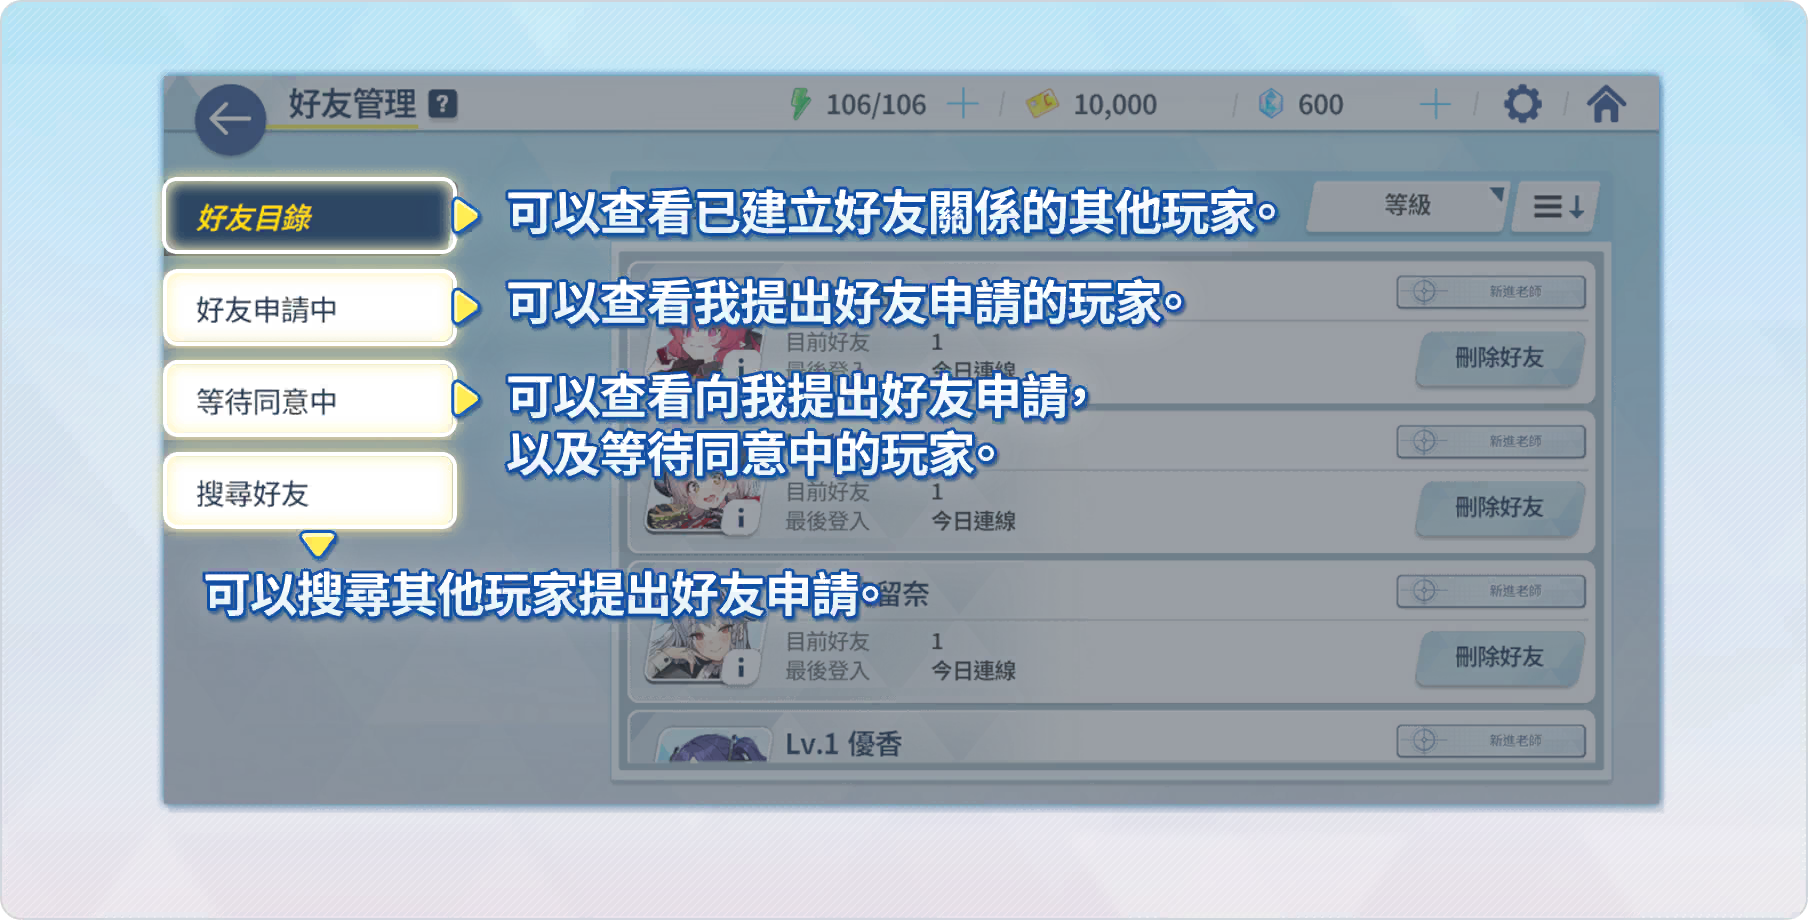 好友管理 ?
106/106
10,000
600
好友目錄
可以查看已建立好友關係的其他玩家。
等級
好友申請中
可以查看我提出好友申請的玩家。
新進老師
目前好友 1
最後登入 今日連線
刪除好友
等待同意中
可以查看向我提出好友申請，
以及等待同意中的玩家。
新進老師
目前好友 1
最後登入 今日連線
刪除好友
搜尋好友
可以搜尋其他玩家提出好友申請。
留奈
新進老師
目前好友 1
最後登入 今日連線
刪除好友
Lv.1 優香
新進老師